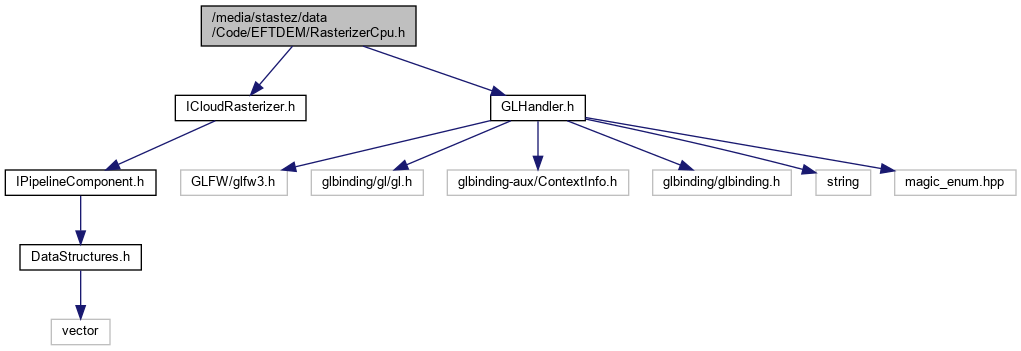 /media/stastez/data
/Code/EFTDEM/RasterizerCpu.h
ICloudRasterizer.h
GLHandler.h
IPipelineComponent.h
GLFW/glfw3.h
glbinding/gl/gl.h
glbinding-aux/ContextInfo.h
glbinding/glbinding.h
string
magic_enum.hpp
DataStructures.h
vector